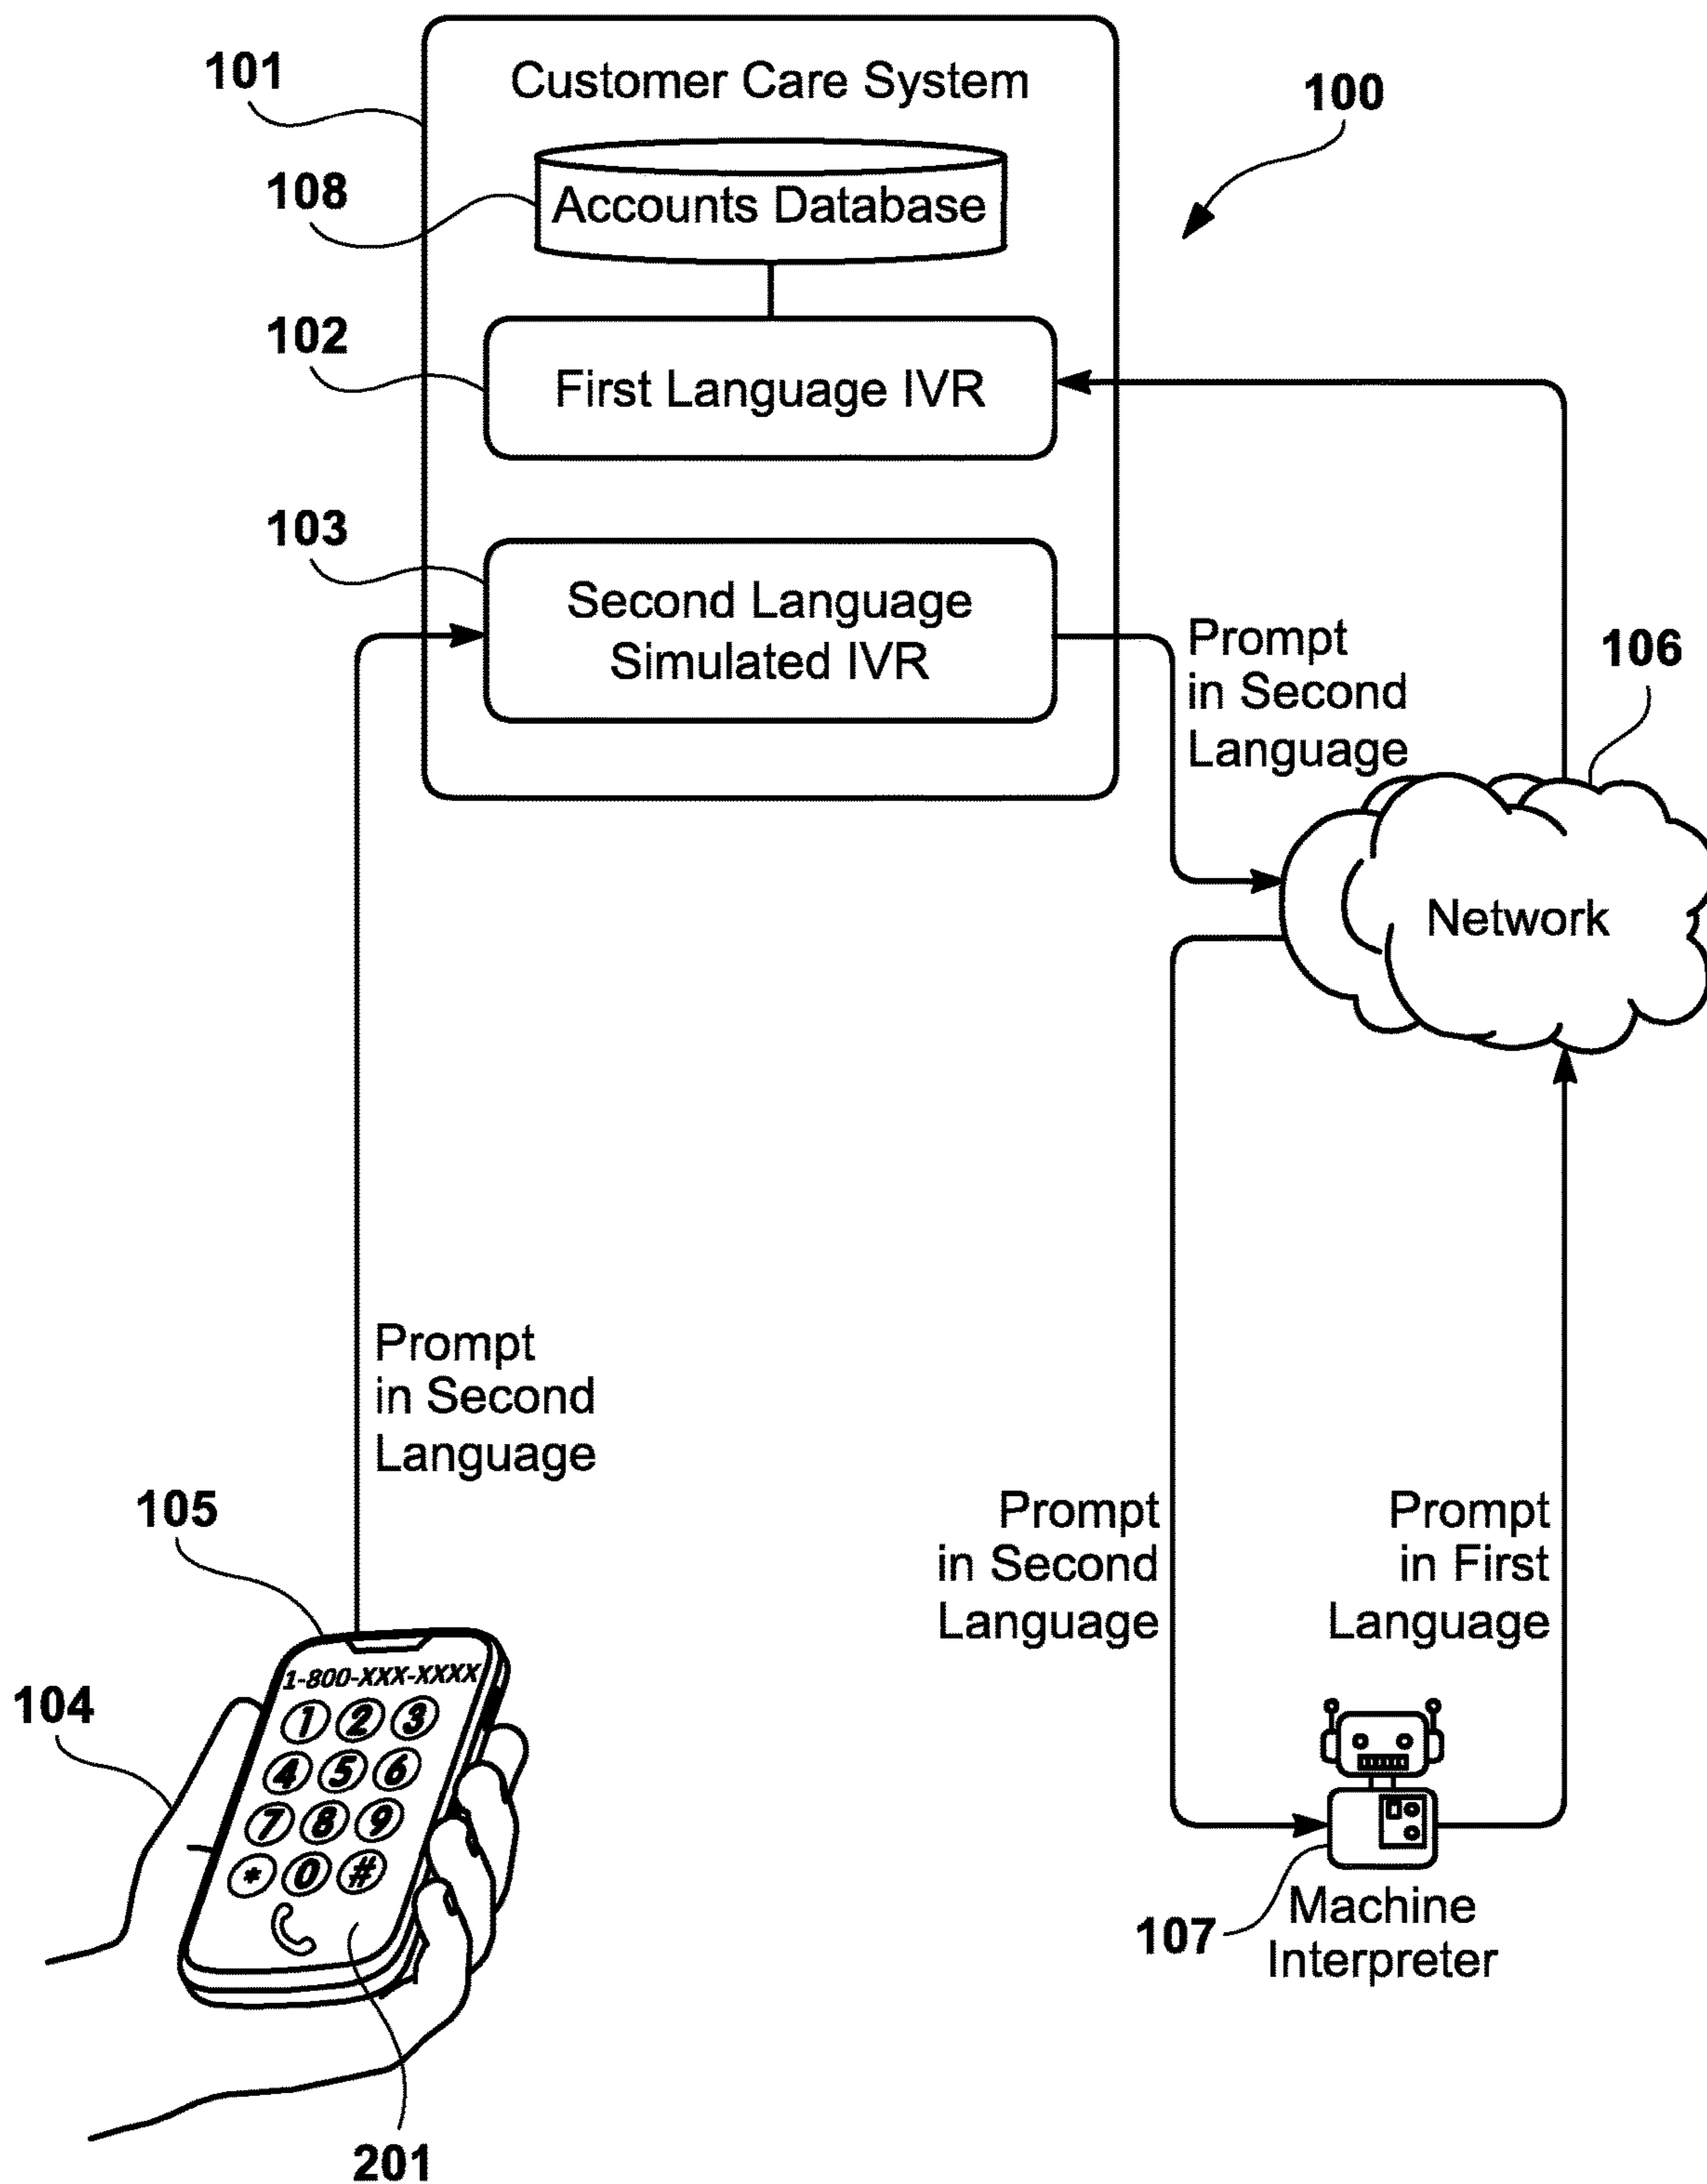 101
Customer Care System
100
108
Accounts Database
102
First Language IVR
103
Second Language
Simulated IVR
Prompt
in Second
Language
106
Network
Prompt
in Second
Language
105
104
1-800-XXX-XXXX
1 2 3
4 5 6
7 8 9
* 0 #
201
Prompt
in Second
Language
Prompt
in First
Language
107
Machine
Interpreter